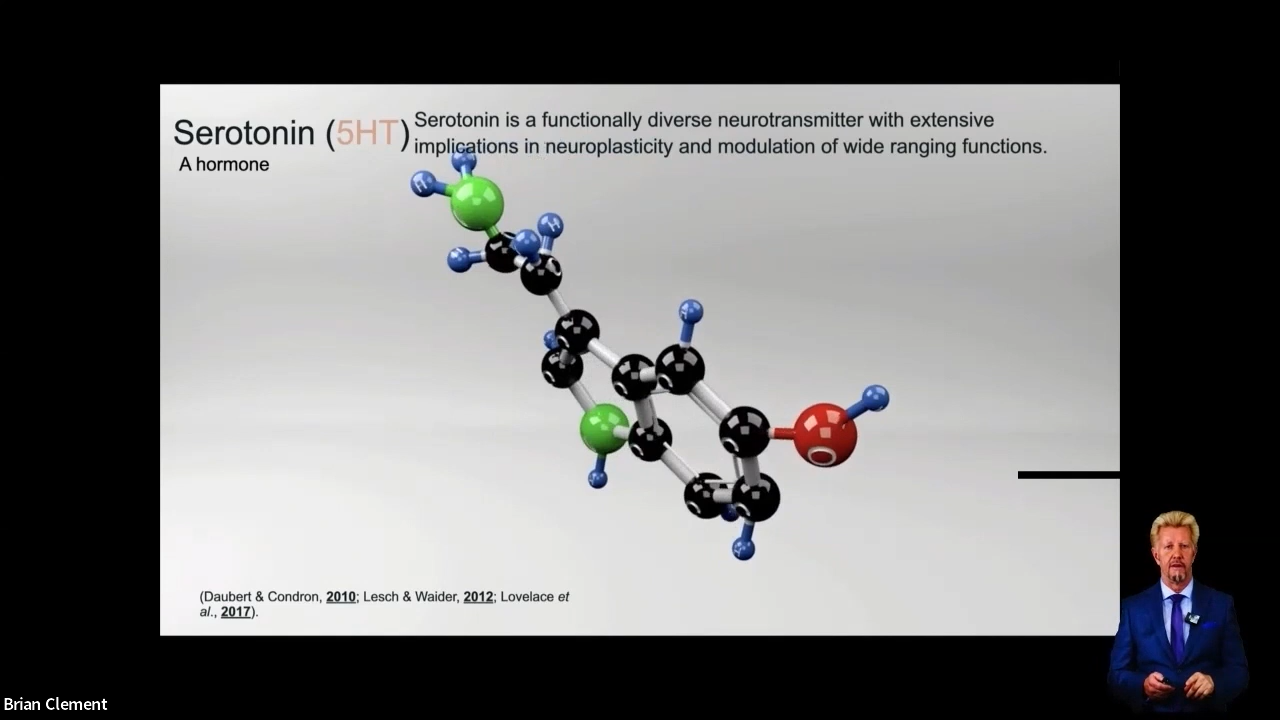 Serotonin (5HT)
A hormone
Serotonin is a functionally diverse neurotransmitter with extensive
implications in neuroplasticity and modulation of wide ranging functions.
(Daubert & Condron, 2010; Lesch & Waider, 2012; Lovelace et
al., 2017).
Brian Clement